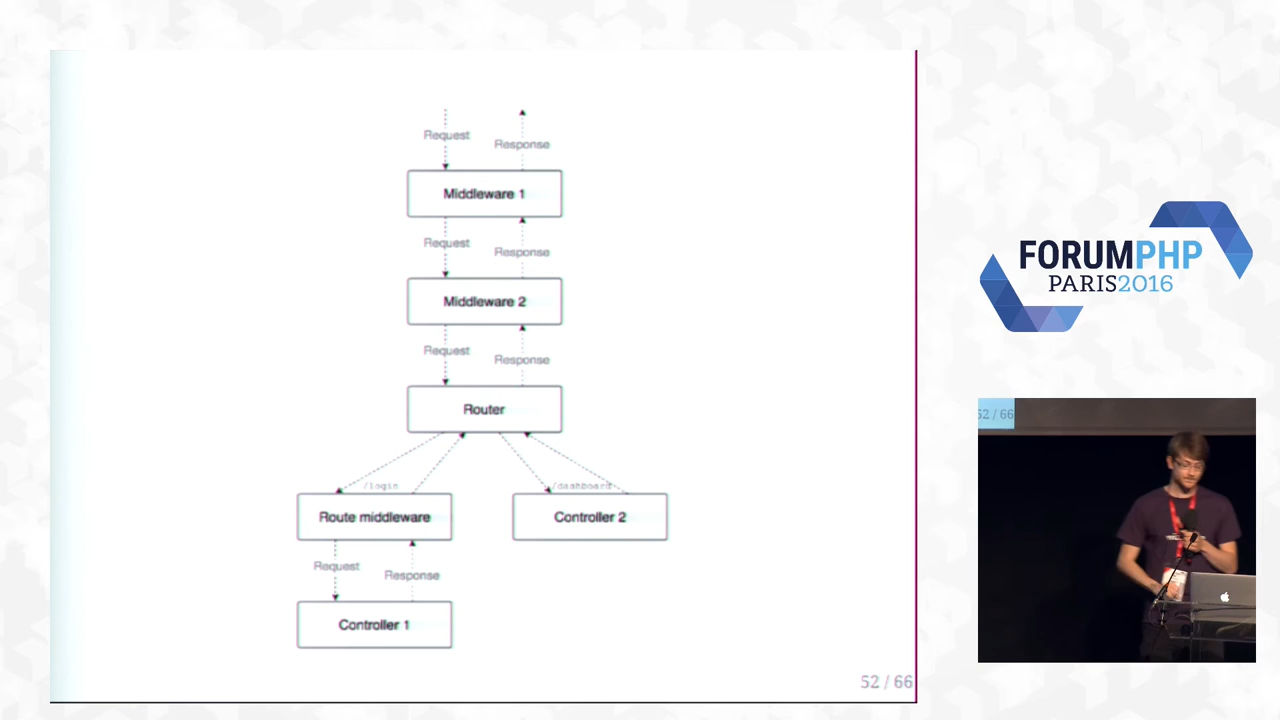 Request
Response
Middleware 1
Request
Response
Middleware 2
Request
Response
Router
/login
/dashboard
Route middleware
Controller 2
Request
Response
Controller 1
52 / 66
FORUMPHP
PARIS2016
52 / 66